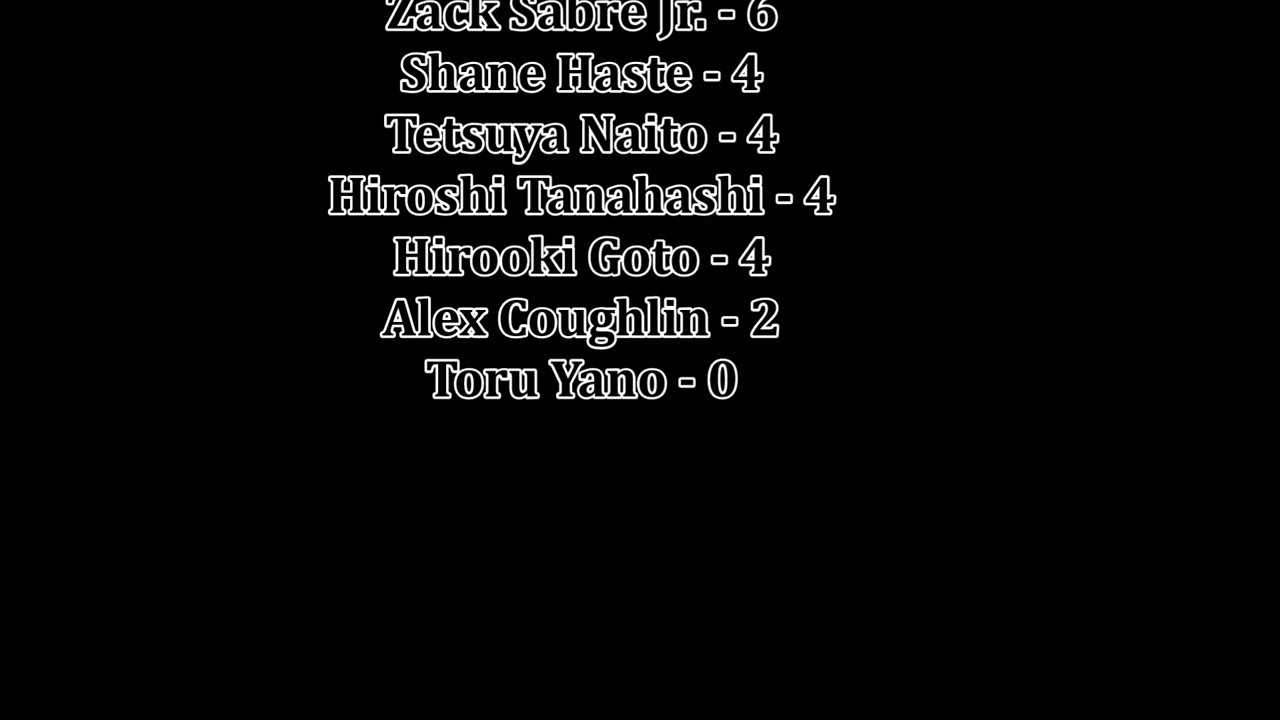 Zack Sabre Jr. - 6
Shane Haste - 4
Tetsuya Naito - 4
Hiroshi Tanahashi - 4
Hirooki Goto - 4
Alex Coughlin - 2
Toru Yano - 0